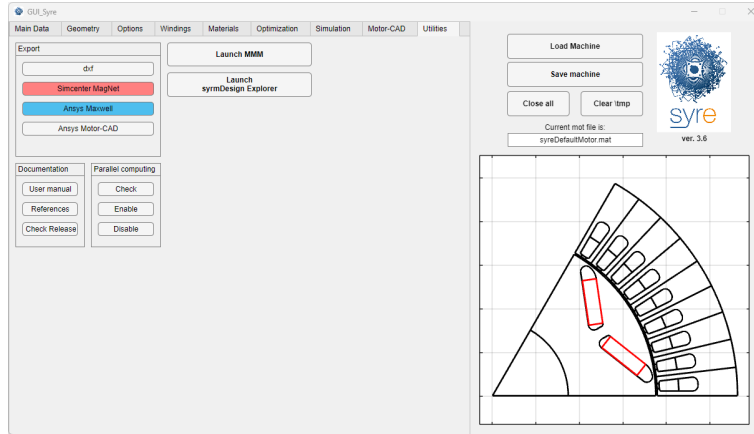 GUI_Syre
Main Data Geometry Options Windings Materials Optimization Simulation Motor-CAD Utilities
Export
dxf
Simcenter MagNet
Ansys Maxwell
Ansys Motor-CAD
Launch MMM
Launch
syrmDesign Explorer
Documentation
User manual
References
Check Release
Parallel computing
Check
Enable
Disable
Load Machine
Save machine
Close all Clear \tmp
Current mot file is:
syreDefaultMotor.mat
syre
ver. 3.6